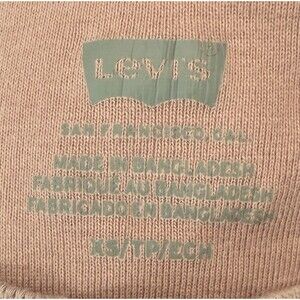 Levi's
SAN FRANCISCO, CAL.
MADE IN BANGLADESH
FABRIQUÉ AU BANGLADESH
FABRICADO EN BANGLADESH
XS/TP/ECH